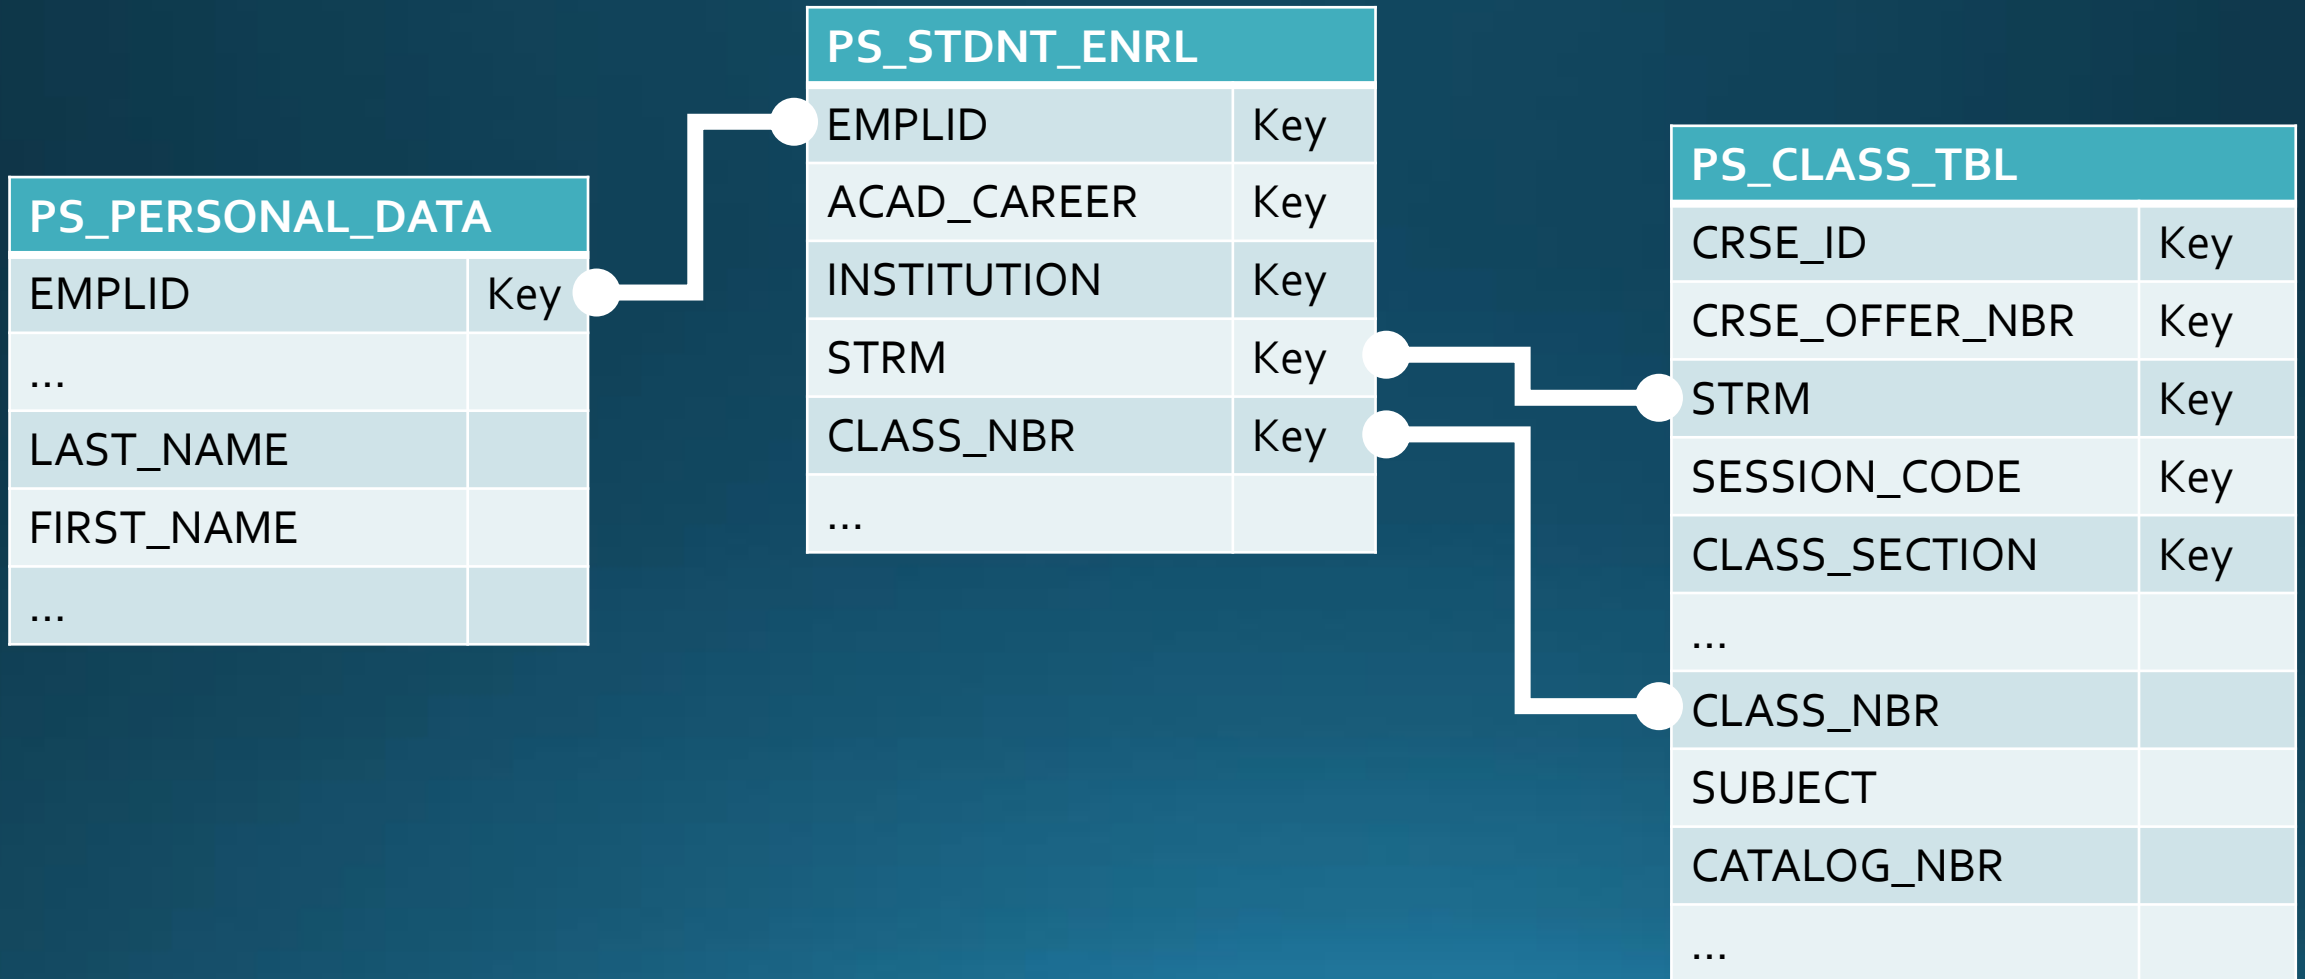 PS_PERSONAL_DATA
EMPLID Key
...
LAST_NAME
FIRST_NAME
...
PS_STDNT_ENRL
EMPLID Key
ACAD_CAREER Key
INSTITUTION Key
STRM Key
CLASS_NBR Key
...
PS_CLASS_TBL
CRSE_ID Key
CRSE_OFFER_NBR Key
STRM Key
SESSION_CODE Key
CLASS_SECTION Key
...
CLASS_NBR
SUBJECT
CATALOG_NBR
...